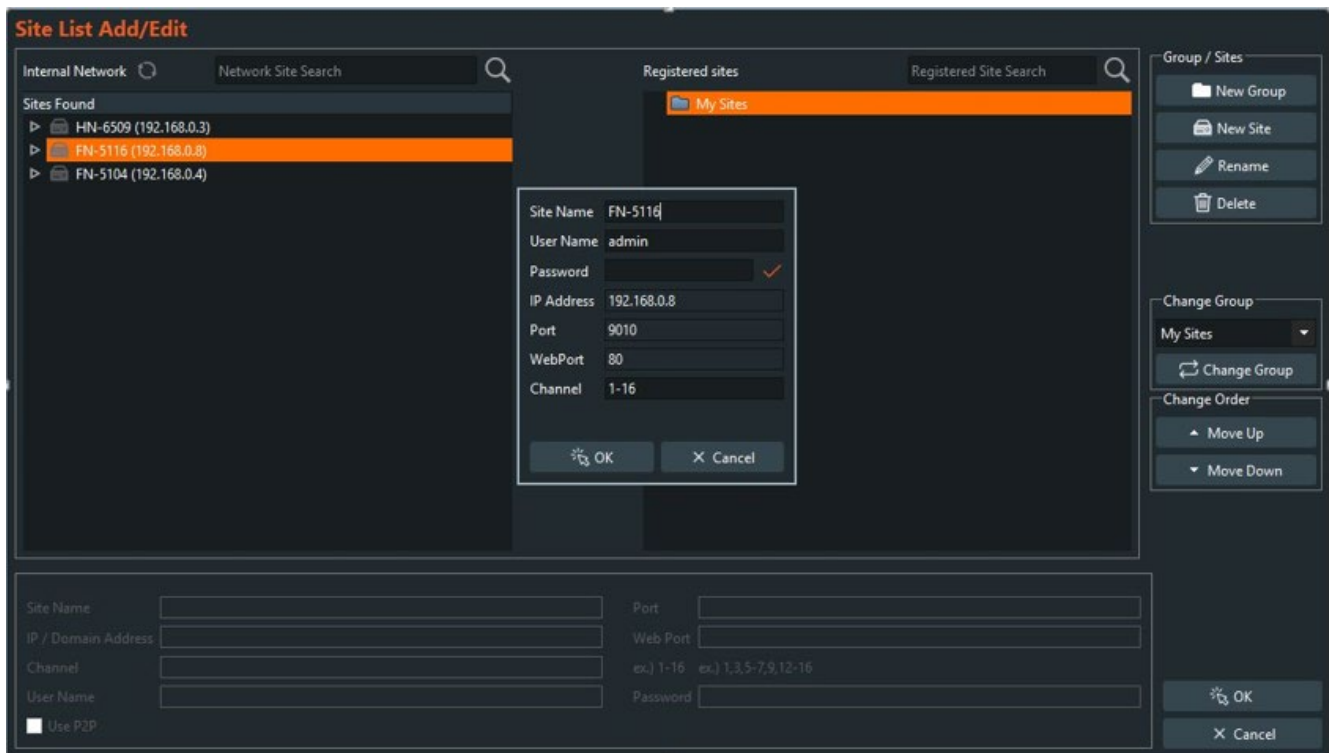 Site List Add/Edit
Internal Network
Network Site Search
Sites Found
HN-6509 (192.168.0.3)
FN-5116 (192.168.0.8)
FN-5104 (192.168.0.4)
Registered sites
Registered Site Search
My Sites
Site Name FN-5116
User Name admin
Password
IP Address 192.168.0.8
Port 9010
WebPort 80
Channel 1-16
OK
Cancel
Group / Sites
New Group
New Site
Rename
Delete
Change Group
My Sites
Change Group
Change Order
Move Up
Move Down
Site Name
Port
IP / Domain Address
Web Port
Channel
ex.) 1-16 ex.) 1,3,5-7,9,12-16
User Name
Password
Use P2P
OK
Cancel